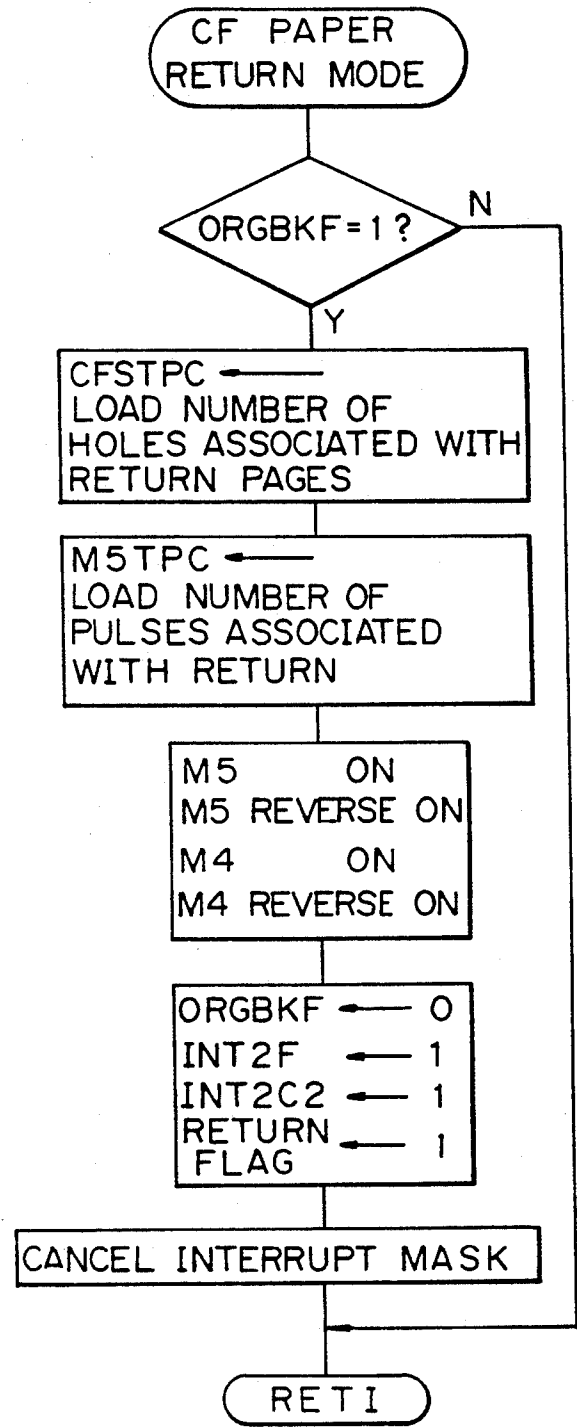 CF PAPER
RETURN MODE
ORGBKF=1?
N
Y
CFSTPC ←
LOAD NUMBER OF
HOLES ASSOCIATED WITH
RETURN PAGES
M5TPC ←
LOAD NUMBER OF
PULSES ASSOCIATED
WITH RETURN
M5 ON
M5 REVERSE ON
M4 ON
M4 REVERSE ON
ORGBKF ← 0
INT2F ← 1
INT2C2 ← 1
RETURN
FLAG ← 1
CANCEL INTERRUPT MASK
RETI